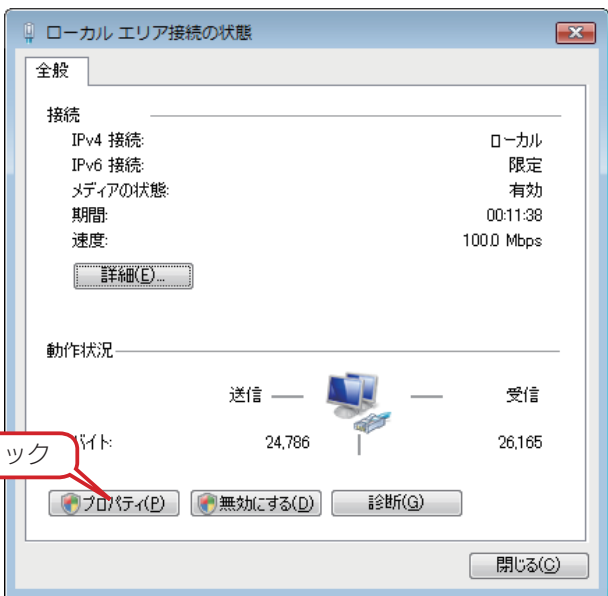 ローカル エリア接続の状態
全般
接続
IPv4 接続: ローカル
IPv6 接続: 限定
メディアの状態: 有効
期間: 00:11:38
速度: 100.0 Mbps
詳細(E)...
動作状況
送信 受信
バイト: 24,786 26,165
ック
プロパティ(P) 無効にする(D) 診断(G)
閉じる(C)